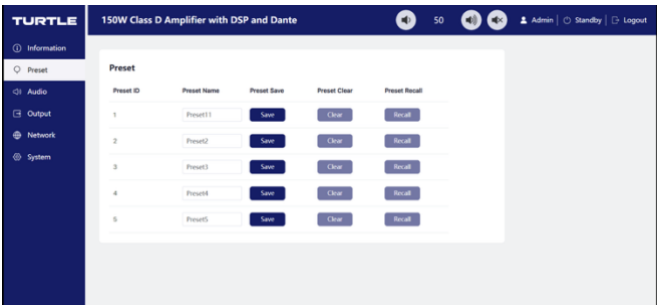 TURTLE
150W Class D Amplifier with DSP and Dante
50
Admin | Standby | Logout
Information
Preset
Audio
Output
Network
System
Preset
Preset ID Preset Name Preset Save Preset Clear Preset Recall
1 Preset11 Save Clear Recall
2 Preset2 Save Clear Recall
3 Preset3 Save Clear Recall
4 Preset4 Save Clear Recall
5 Preset5 Save Clear Recall